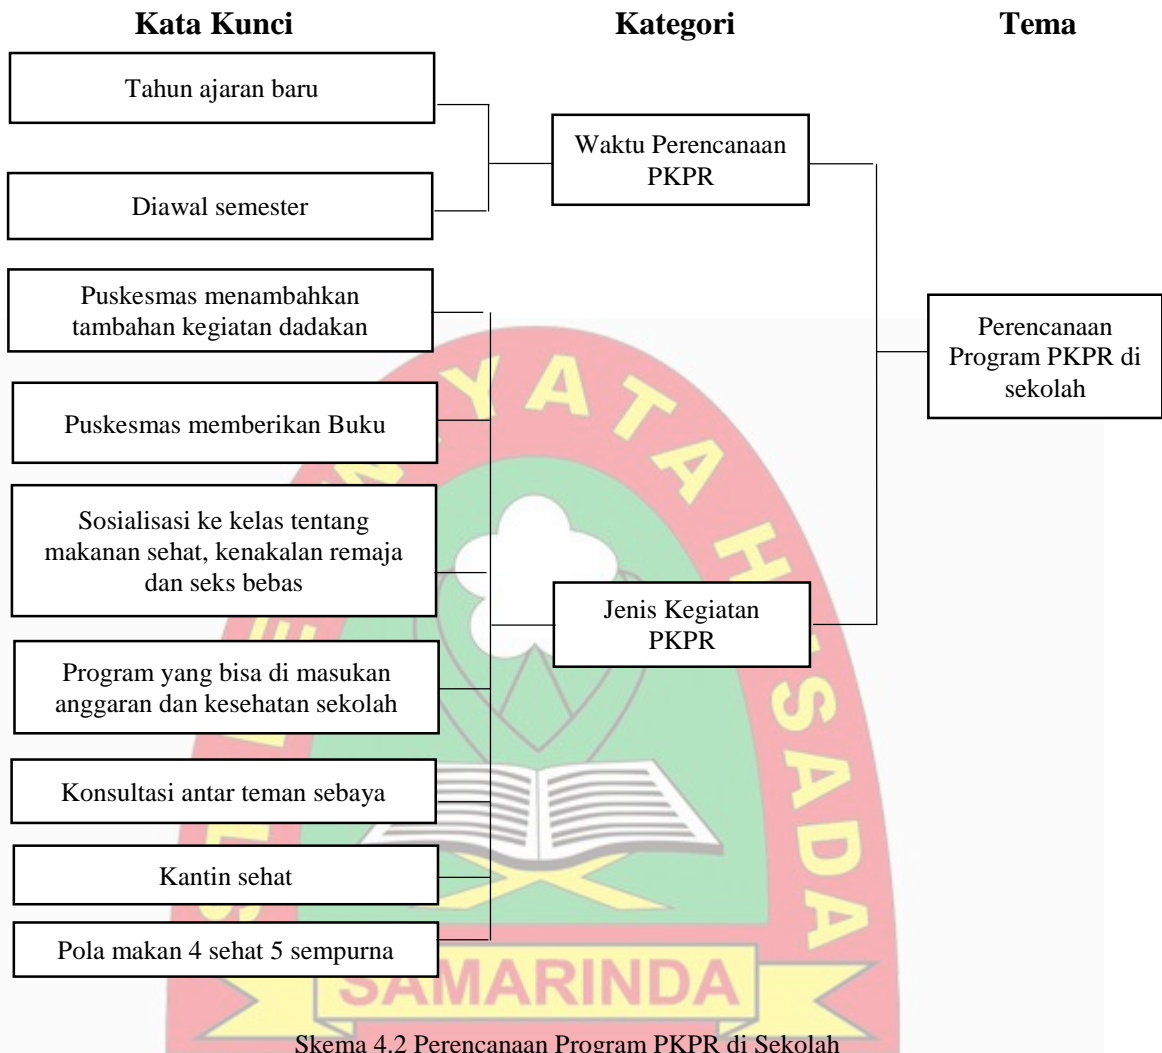 Kata Kunci
Kategori
Tema
Tahun ajaran baru
Waktu Perencanaan
PKPR
Diawal semester
Puskesmas menambahkan
tambahan kegiatan dadakan
Perencanaan
Program PKPR di
sekolah
Puskesmas memberikan Buku
Sosialisasi ke kelas tentang
makanan sehat, kenakalan remaja
dan seks bebas
Jenis Kegiatan
PKPR
Program yang bisa di masukan
anggaran dan kesehatan sekolah
Konsultasi antar teman sebaya
Kantin sehat
Pola makan 4 sehat 5 sempurna
YATA HUSADA
SAMARINDA
Skema 4.2 Perencanaan Program PKPR di Sekolah